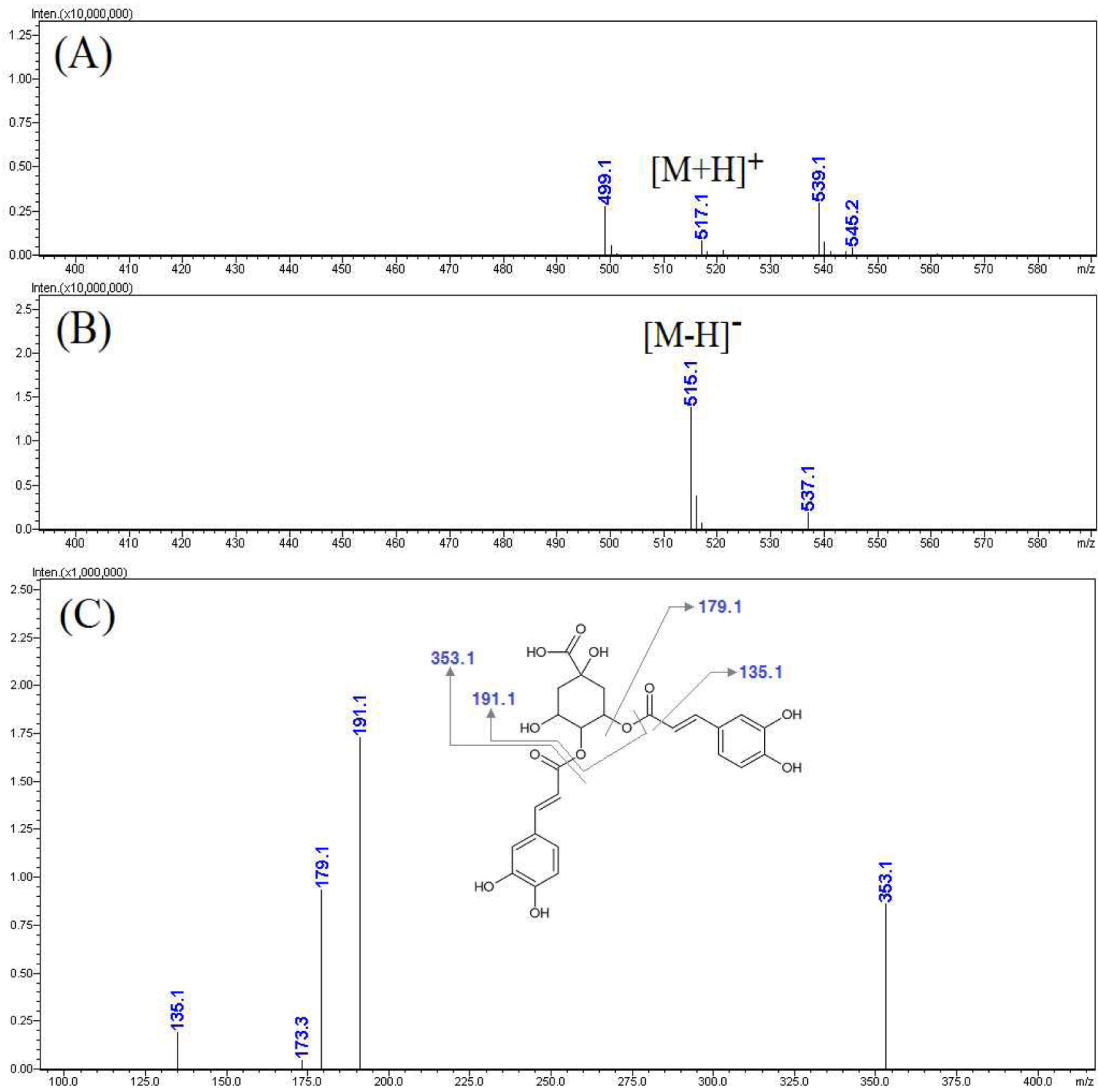 Inten.(x10,000,000)
1.25
(A)
1.00
0.75
0.50
0.25
0.00
499.1
[M+H]+
517.1
539.1
545.2
400 410 420 430 440 450 460 470 480 490 500 510 520 530 540 550 560 570 580 m/z
Inten.(x10,000,000)
2.5
(B)
2.0
1.5
1.0
0.5
0.0
[M-H]-
515.1
537.1
400 410 420 430 440 450 460 470 480 490 500 510 520 530 540 550 560 570 580 m/z
Inten.(x1,000,000)
2.50
(C)
2.25
2.00
1.75
1.50
1.25
1.00
0.75
0.50
0.25
0.00
179.1
353.1
135.1
191.1
HO
O
OH
O
HO
O
OH
O
O
OH
HO
OH
135.1
173.3
179.1
191.1
353.1
100.0 125.0 150.0 175.0 200.0 225.0 250.0 275.0 300.0 325.0 350.0 375.0 400.0 m/z